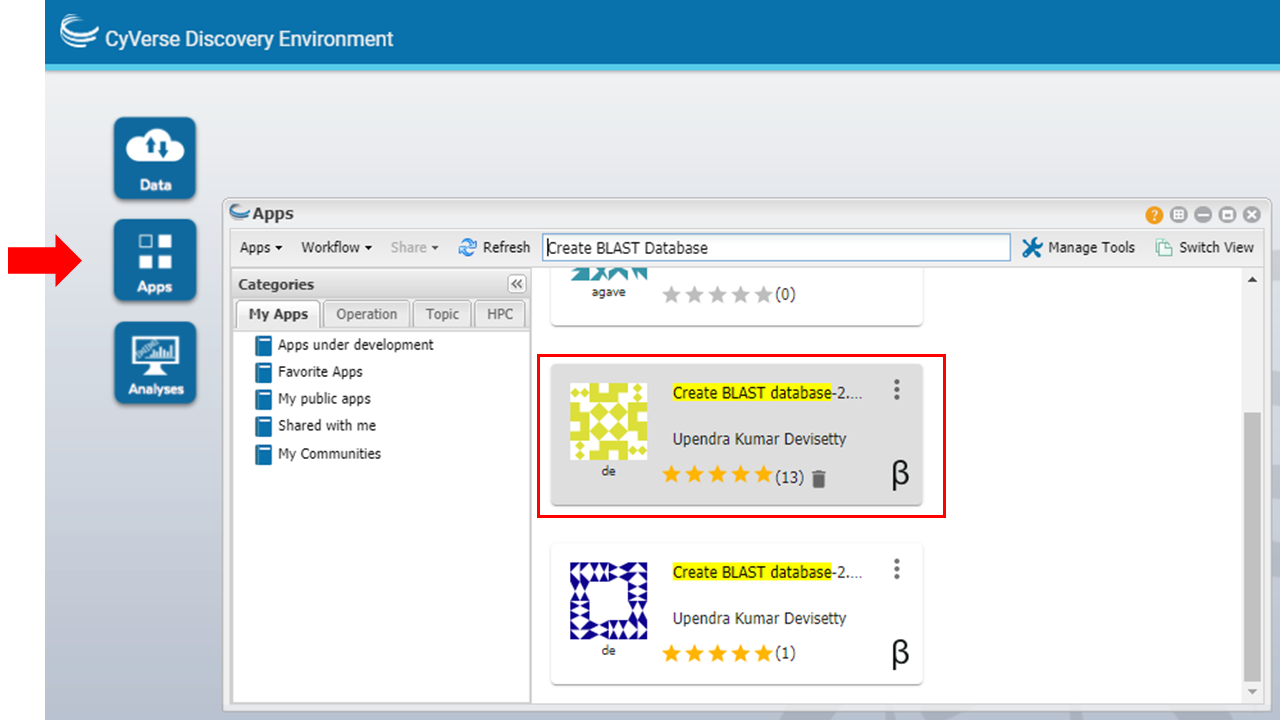 CyVerse Discovery Environment
Data
Apps
Analyses
Apps
Apps Workflow Share Refresh Create BLAST Database Manage Tools Switch View
Categories
My Apps Operation Topic HPC
Apps under development
Favorite Apps
My public apps
Shared with me
My Communities
agave
(0)
Create BLAST database-2....
Upendra Kumar Devisetty
de
(13)
β
Create BLAST database-2....
Upendra Kumar Devisetty
de
(1)
β